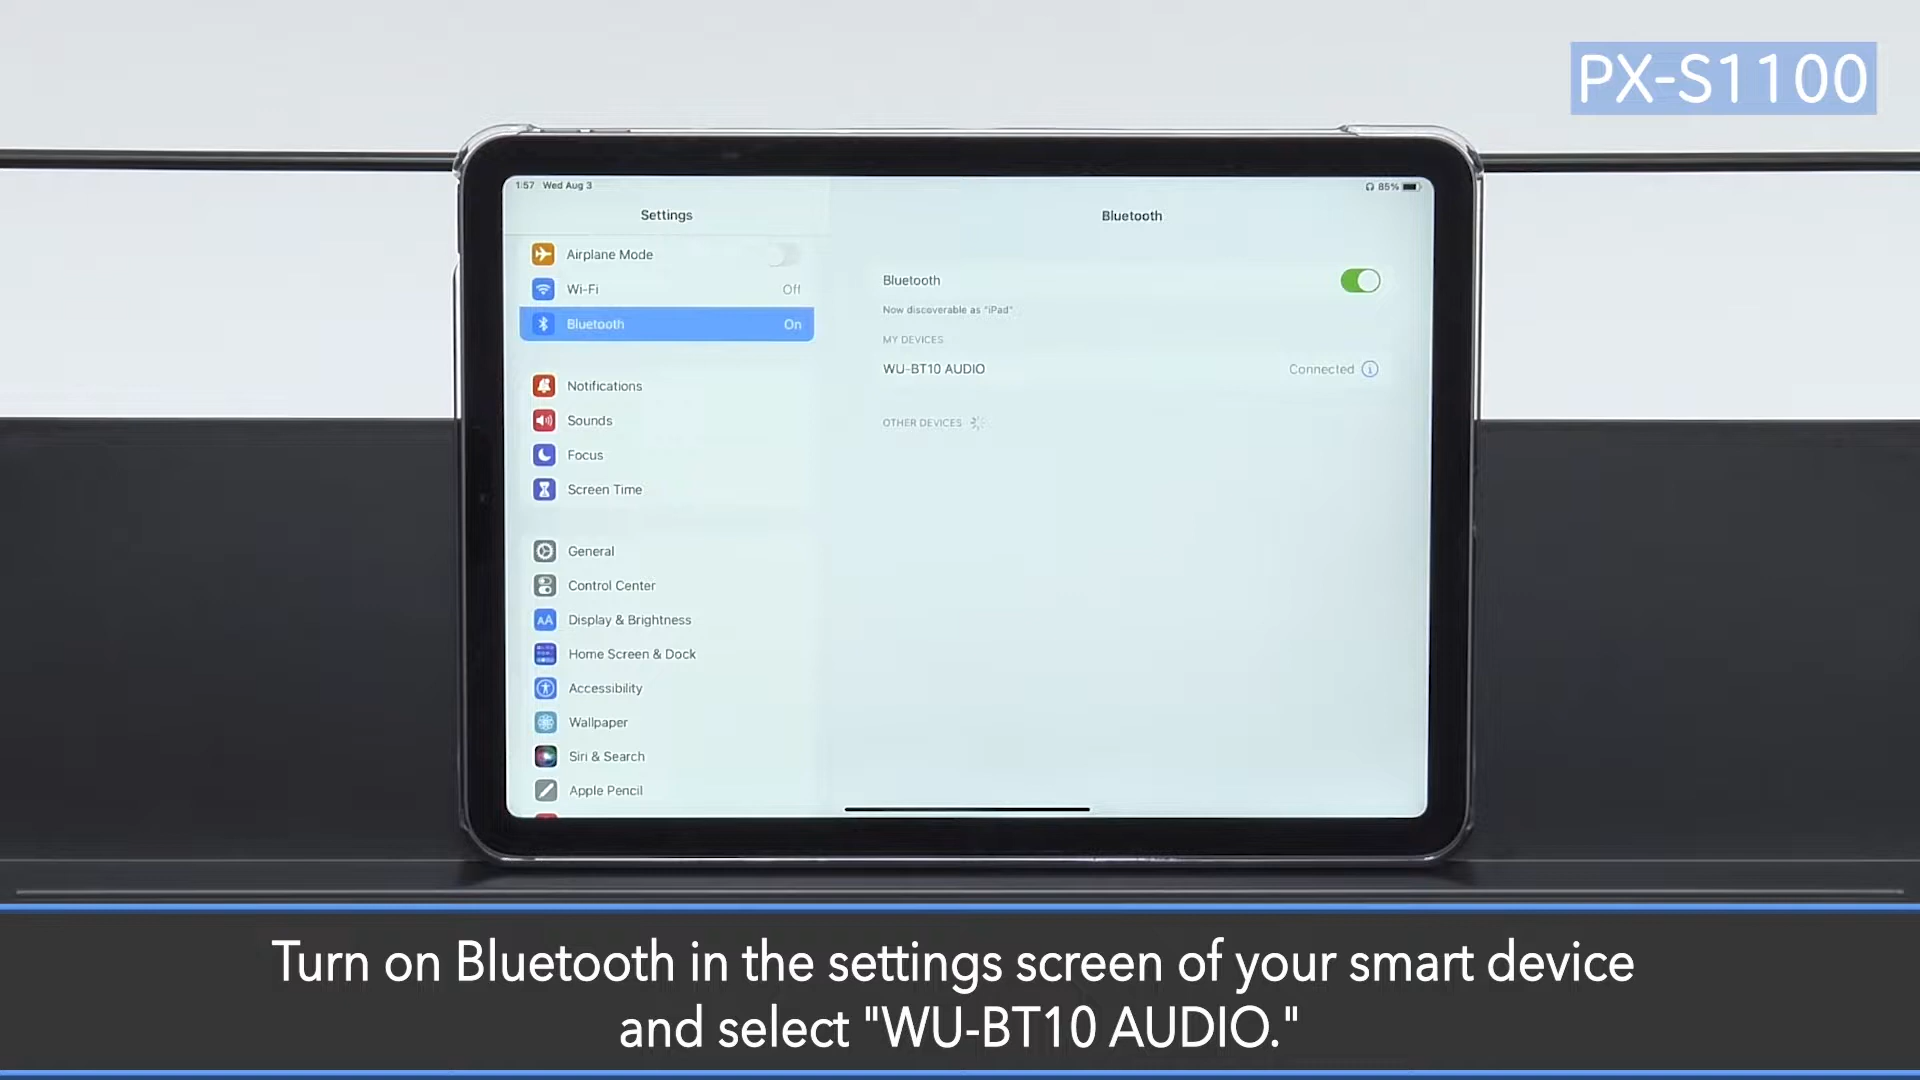 PX-S1100
1:57 Wed Aug 3
85%
Settings
Airplane Mode
Wi-Fi Off
Bluetooth On
Notifications
Sounds
Focus
Screen Time
General
Control Center
Display & Brightness
AA
Home Screen & Dock
Accessibility
Wallpaper
Siri & Search
Apple Pencil
Bluetooth
Bluetooth
Now discoverable as "iPad"
MY DEVICES
WU-BT10 AUDIO Connected i
OTHER DEVICES
Turn on Bluetooth in the settings screen of your smart device
and select "WU-BT10 AUDIO."